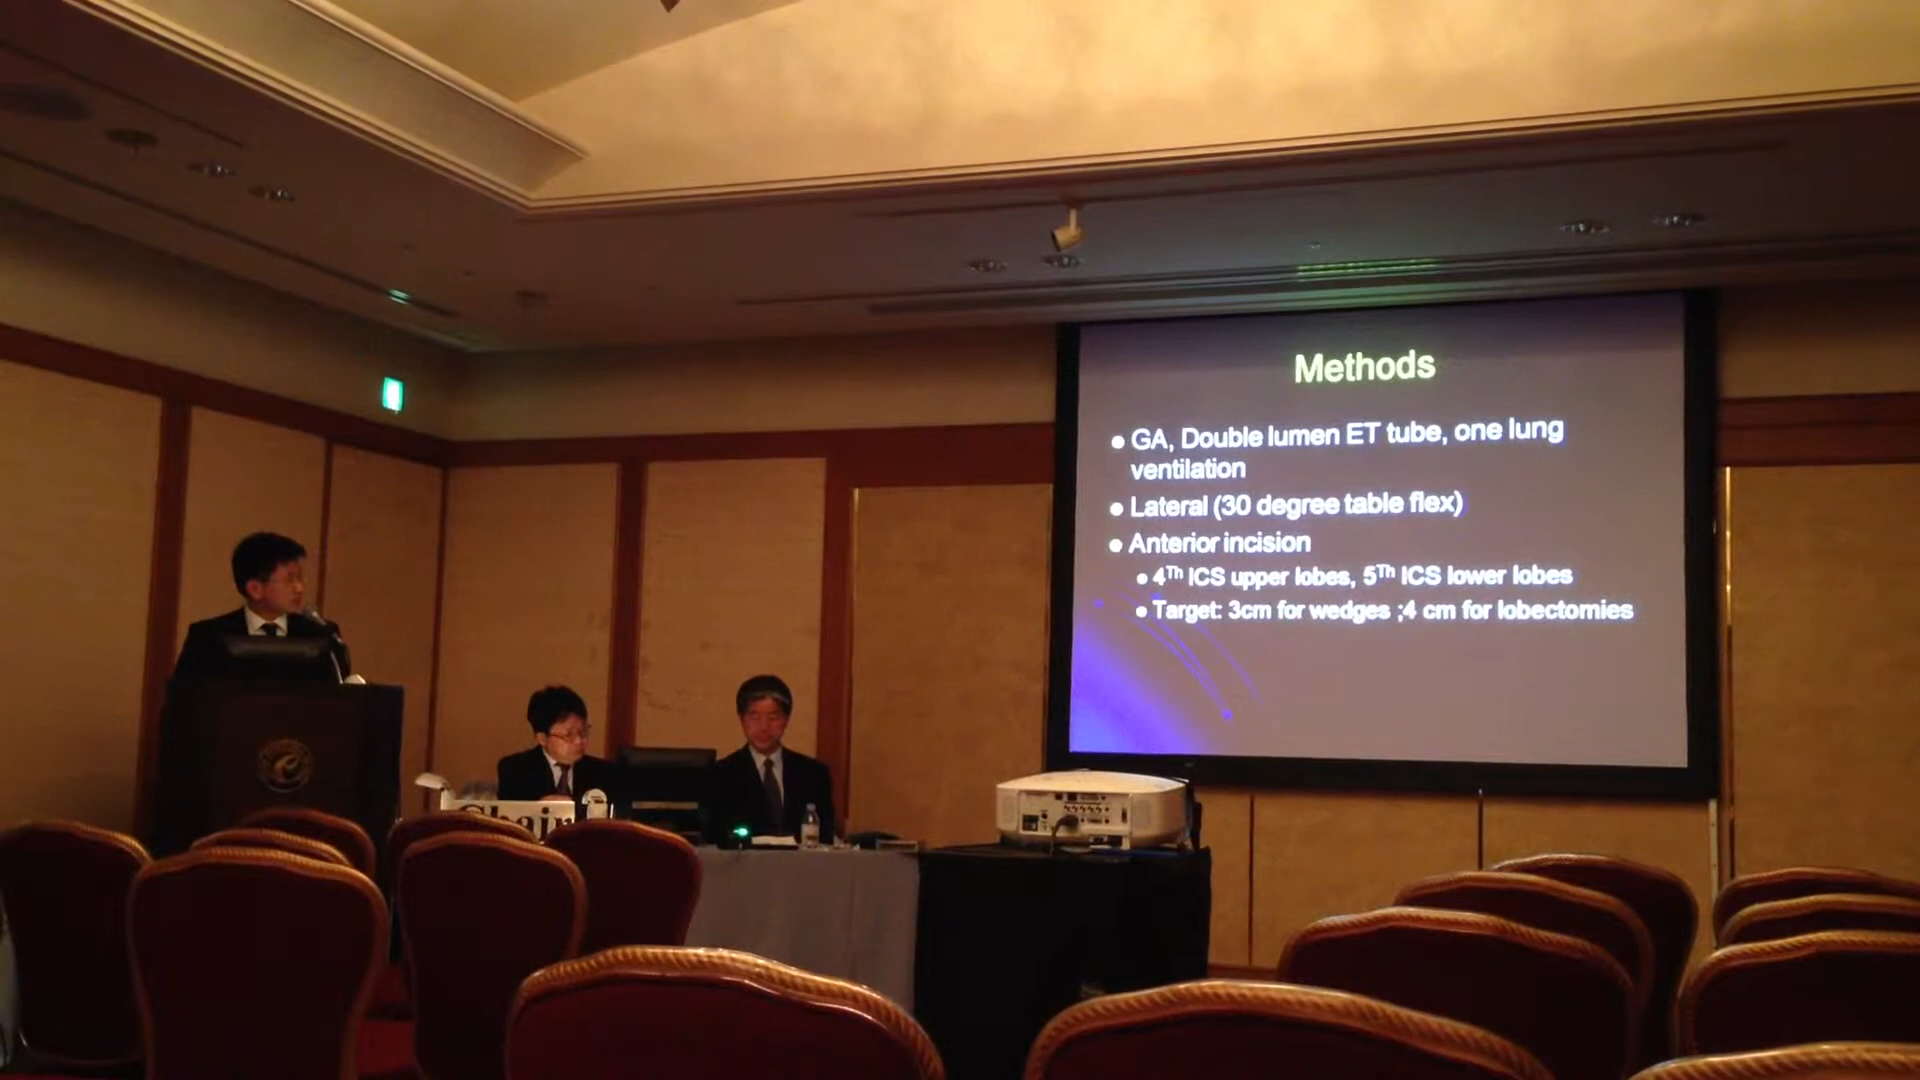 Methods
GA, Double lumen ET tube, one lung
ventilation
Lateral (30 degree table flex)
Anterior incision
4Th ICS upper lobes, 5Th ICS lower lobes
Target: 3cm for wedges ;4 cm for lobectomies
Chair